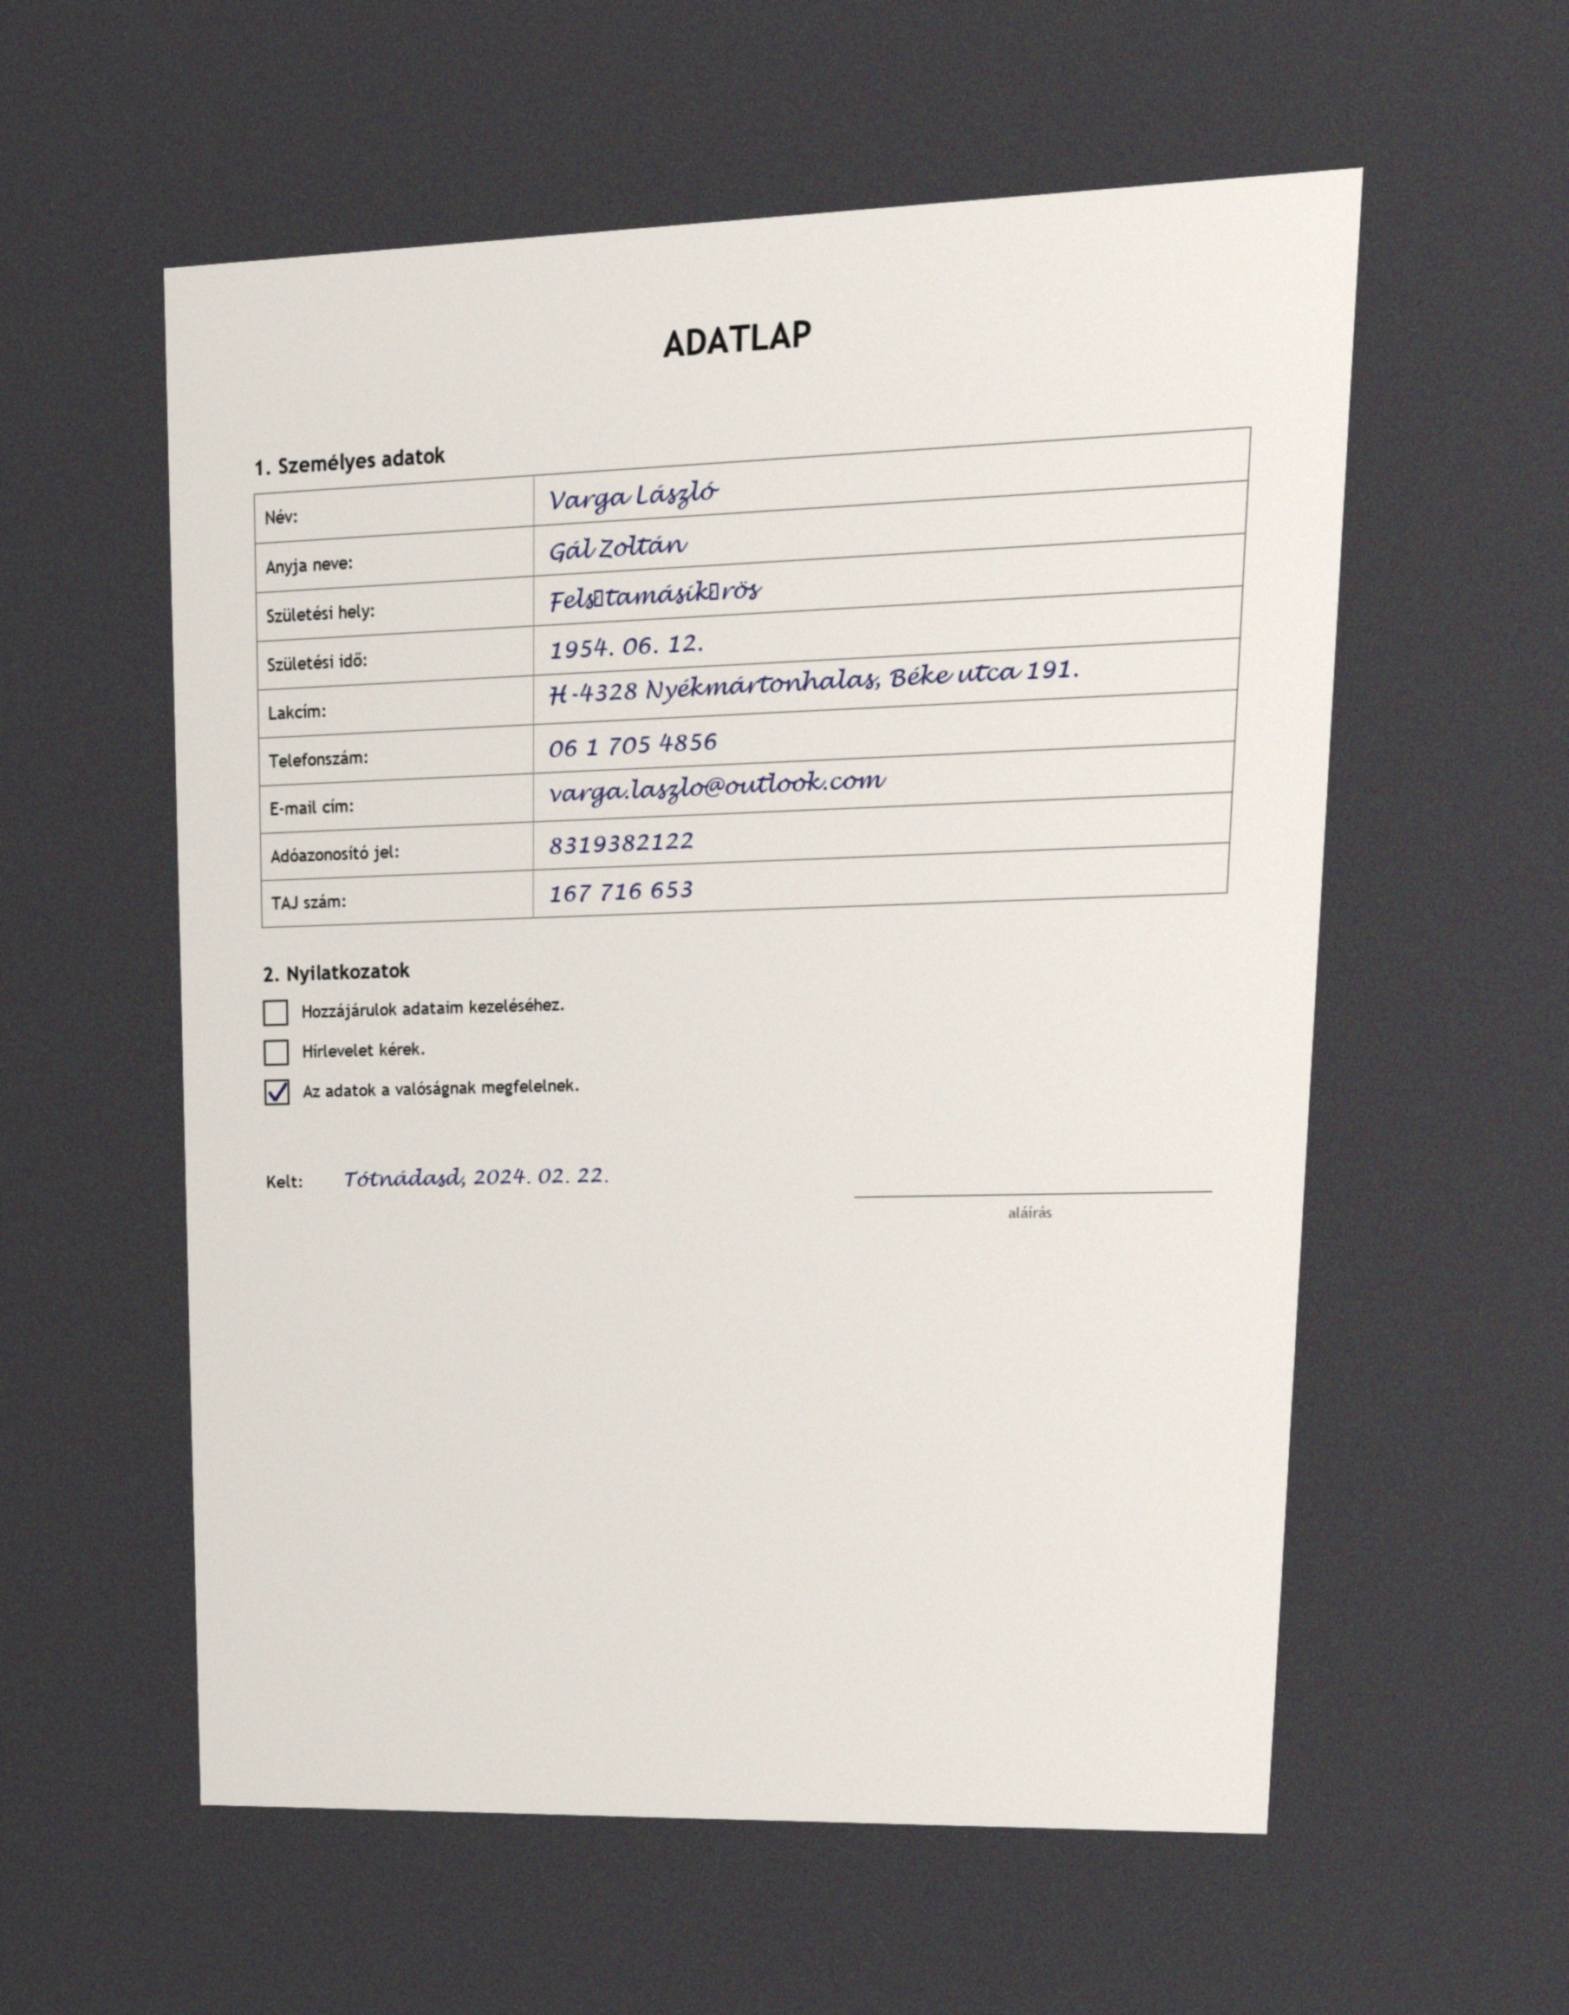 ADATLAP
1. Személyes adatok
Név: Varga László
Anyja neve: Gál Zoltán
Születési hely: Fels▯tamásik▯rös
Születési idő: 1954. 06. 12.
Lakcím: H-4328 Nyékmártonhalas, Béke utca 191.
Telefonszám: 06 1 705 4856
E-mail cím: varga.laszlo@outlook.com
Adóazonosító jel: 8319382122
TAJ szám: 167 716 653
2. Nyilatkozatok
Hozzájárulok adataim kezeléséhez.
Hírlevelet kérek.
Az adatok a valóságnak megfelelnek.
Kelt: Tótnádasd, 2024. 02. 22.
aláírás